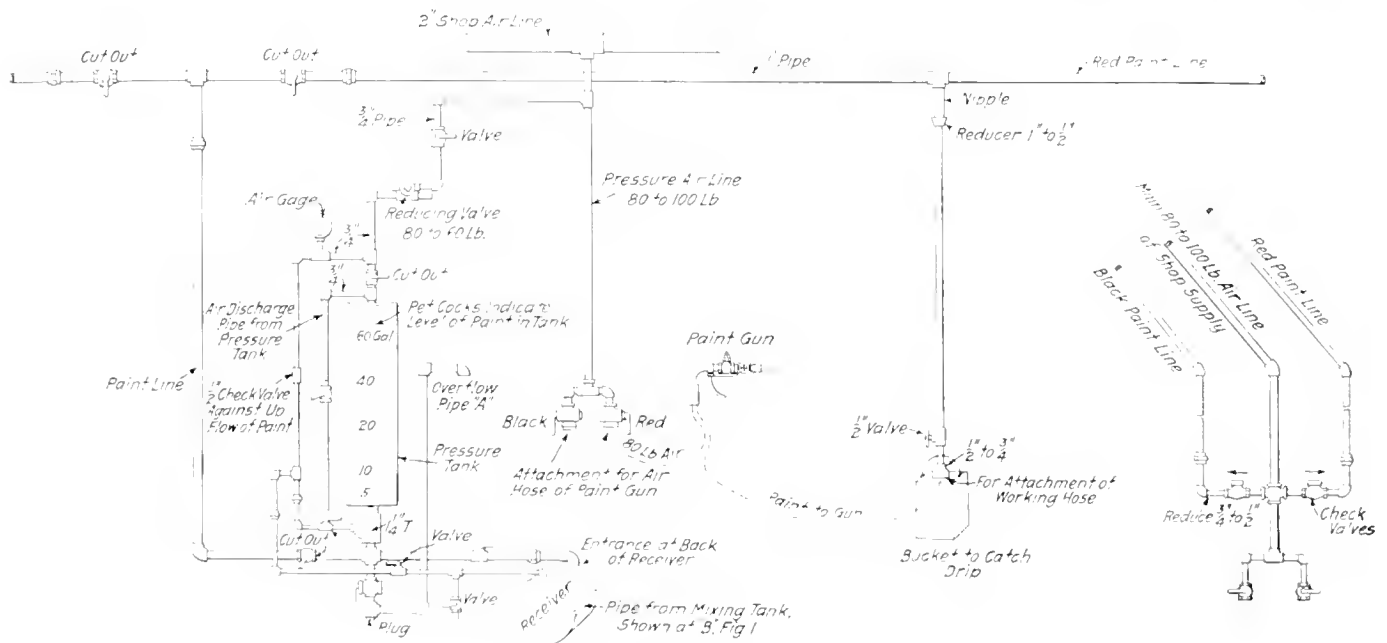 2" Shop Air Line
Cut Out
Cut Out
1" Pipe
Red Paint Line
3/4" Pipe
Valve
Nipple
Reducer 1" to 1/2"
Air Gage
Reducing Valve
80 to 60 Lb.
Pressure Air Line
80 to 100 Lb
3/4"
3/4"
Cut Out
Main 80 to 100 Lb Air Line
of Shop Supply
Red Paint Line
Black Paint Line
Air Discharge
Pipe from
Pressure
Tank
Pet Cocks Indicate
Level of Paint in Tank
60 Gal
40
20
10
5
Paint Line
1/2" Check Valve
Against Up
Flow of Paint
Overflow
Pipe "A"
Pressure
Tank
Paint Gun
Black
Red
80 Lb Air
Attachment for Air
Hose of Paint Gun
Paint to Gun
1/2" Valve
1/2" to 3/4"
For Attachment of
Working Hose
Bucket to Catch
Drip
Reduce 3/4" to 1/2"
Check
Valves
1 1/4" T
Cut Out
Valve
Entrance at Back
of Receiver
Valve
Plug
Receiver
Pipe from Mixing Tank,
Shown at "B", Fig 1